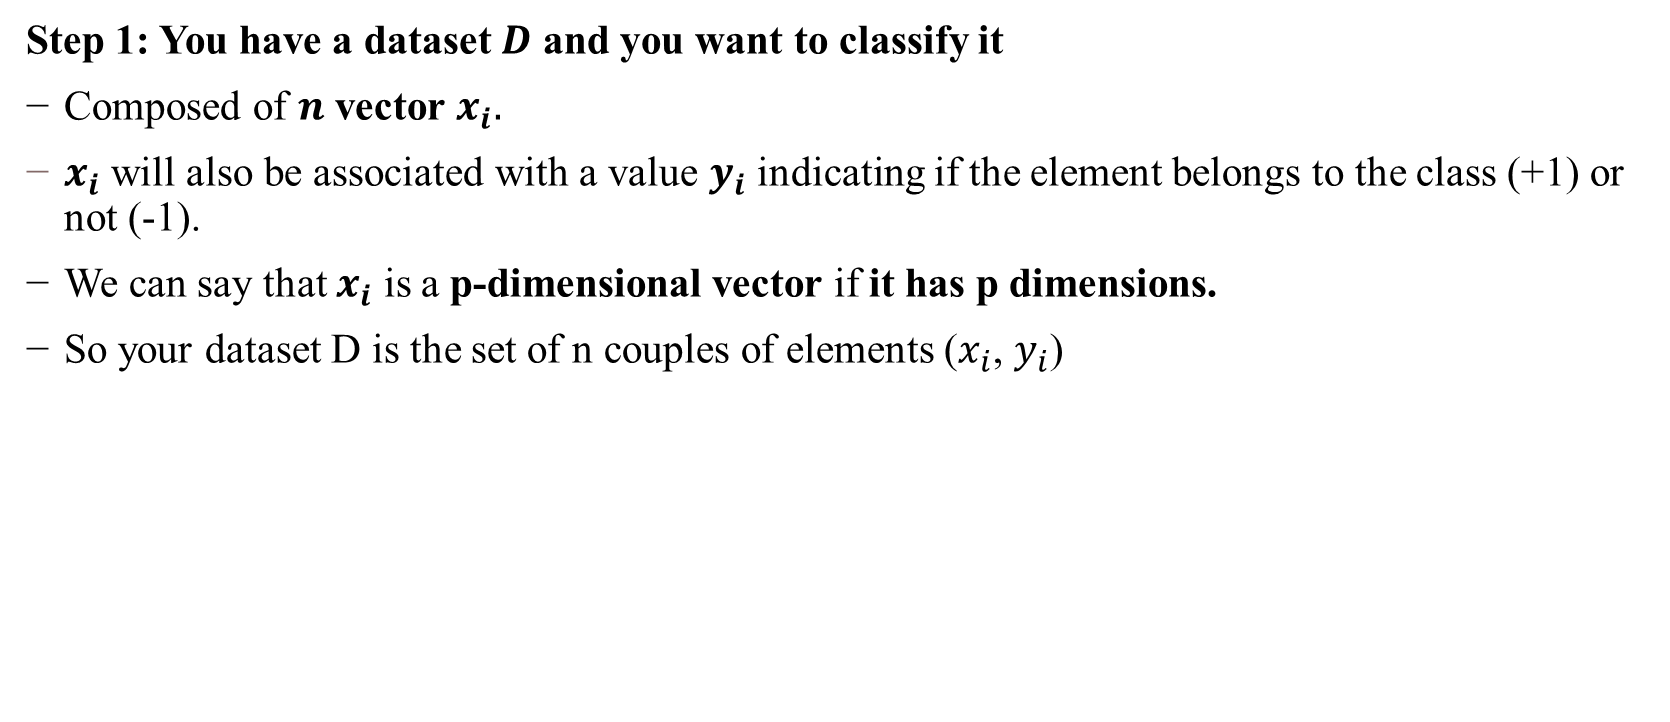 Step 1: You have a dataset D and you want to classify it
– Composed of n vector xᵢ.
– xᵢ will also be associated with a value yᵢ indicating if the element belongs to the class (+1) or
not (-1).
– We can say that xᵢ is a p-dimensional vector if it has p dimensions.
– So your dataset D is the set of n couples of elements (xᵢ, yᵢ)